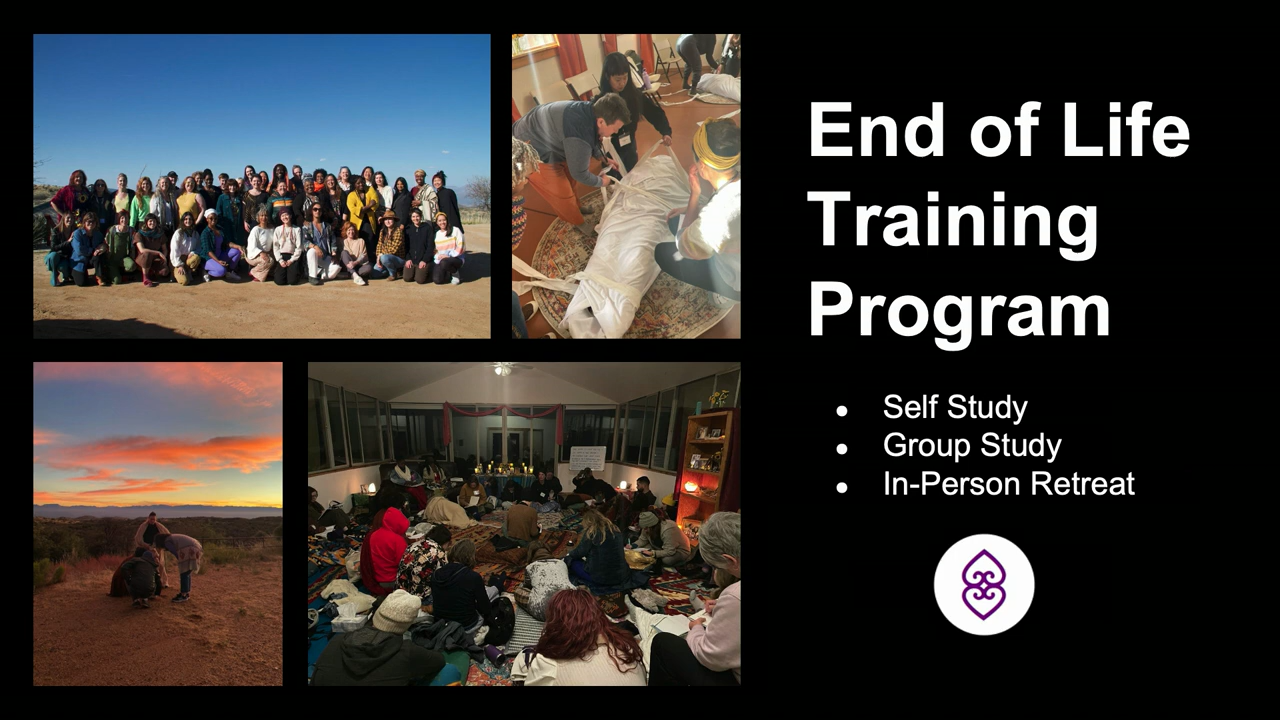 End of Life
Training
Program
● Self Study
● Group Study
● In-Person Retreat